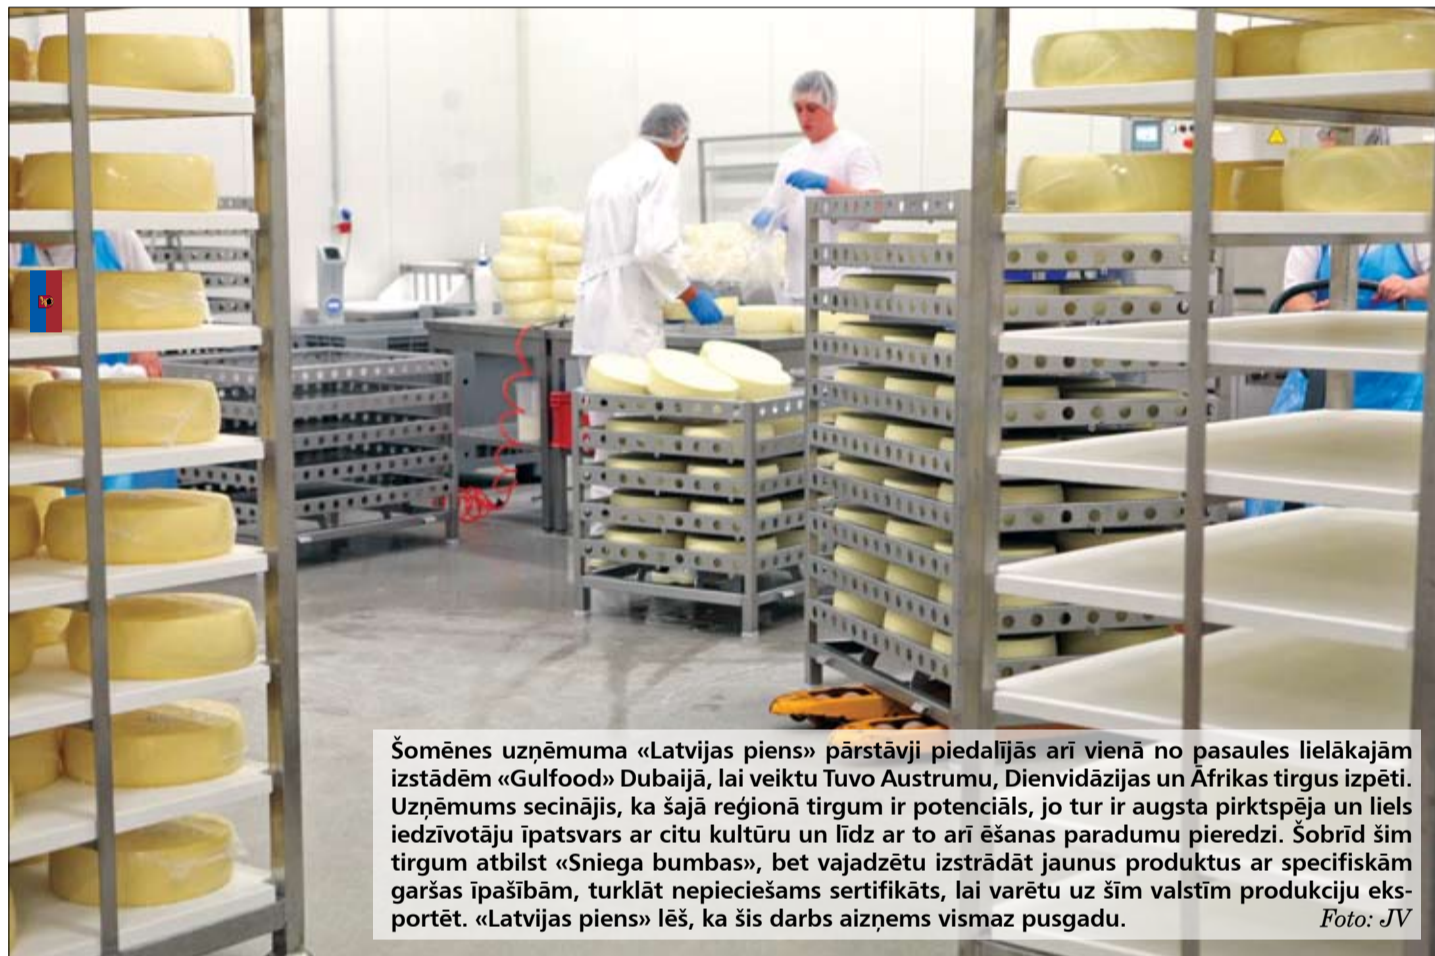 Šomēnes uzņēmuma «Latvijas piens» pārstāvji piedalījās arī vienā no pasaules lielākajām
izstādēm «Gulfood» Dubaijā, lai veiktu Tuvo Austrumu, Dienvidāzijas un Āfrikas tirgus izpēti.
Uzņēmums secinājis, ka šajā reģionā tirgum ir potenciāls, jo tur ir augsta pirktspēja un liels
iedzīvotāju īpatsvars ar citu kultūru un līdz ar to arī ēšanas paradumu pieredzi. Šobrīd šim
tirgum atbilst «Sniega bumbas», bet vajadzētu izstrādāt jaunus produktus ar specifiskām
garšas īpašībām, turklāt nepieciešams sertifikāts, lai varētu uz šīm valstīm produkciju eks-
portēt. «Latvijas piens» lēš, ka šis darbs aizņems vismaz pusgadu. Foto: JV